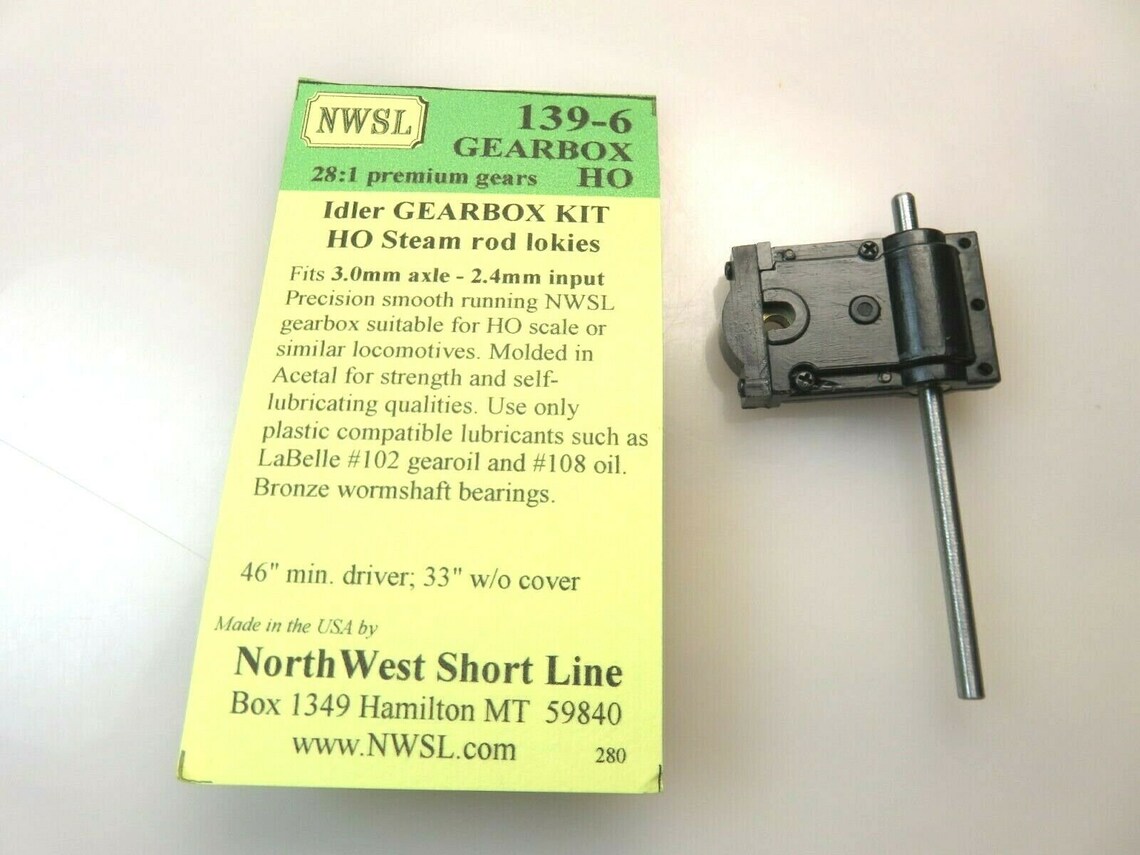 NWSL
139-6
GEARBOX
28:1 premium gears HO
Idler GEARBOX KIT
HO Steam rod lokies
Fits 3.0mm axle - 2.4mm input
Precision smooth running NWSL
gearbox suitable for HO scale or
similar locomotives. Molded in
Acetal for strength and self-
lubricating qualities. Use only
plastic compatible lubricants such as
LaBelle #102 gearoil and #108 oil.
Bronze wormshaft bearings.
46" min. driver; 33" w/o cover
Made in the USA by
NorthWest Short Line
Box 1349 Hamilton MT 59840
www.NWSL.com 280